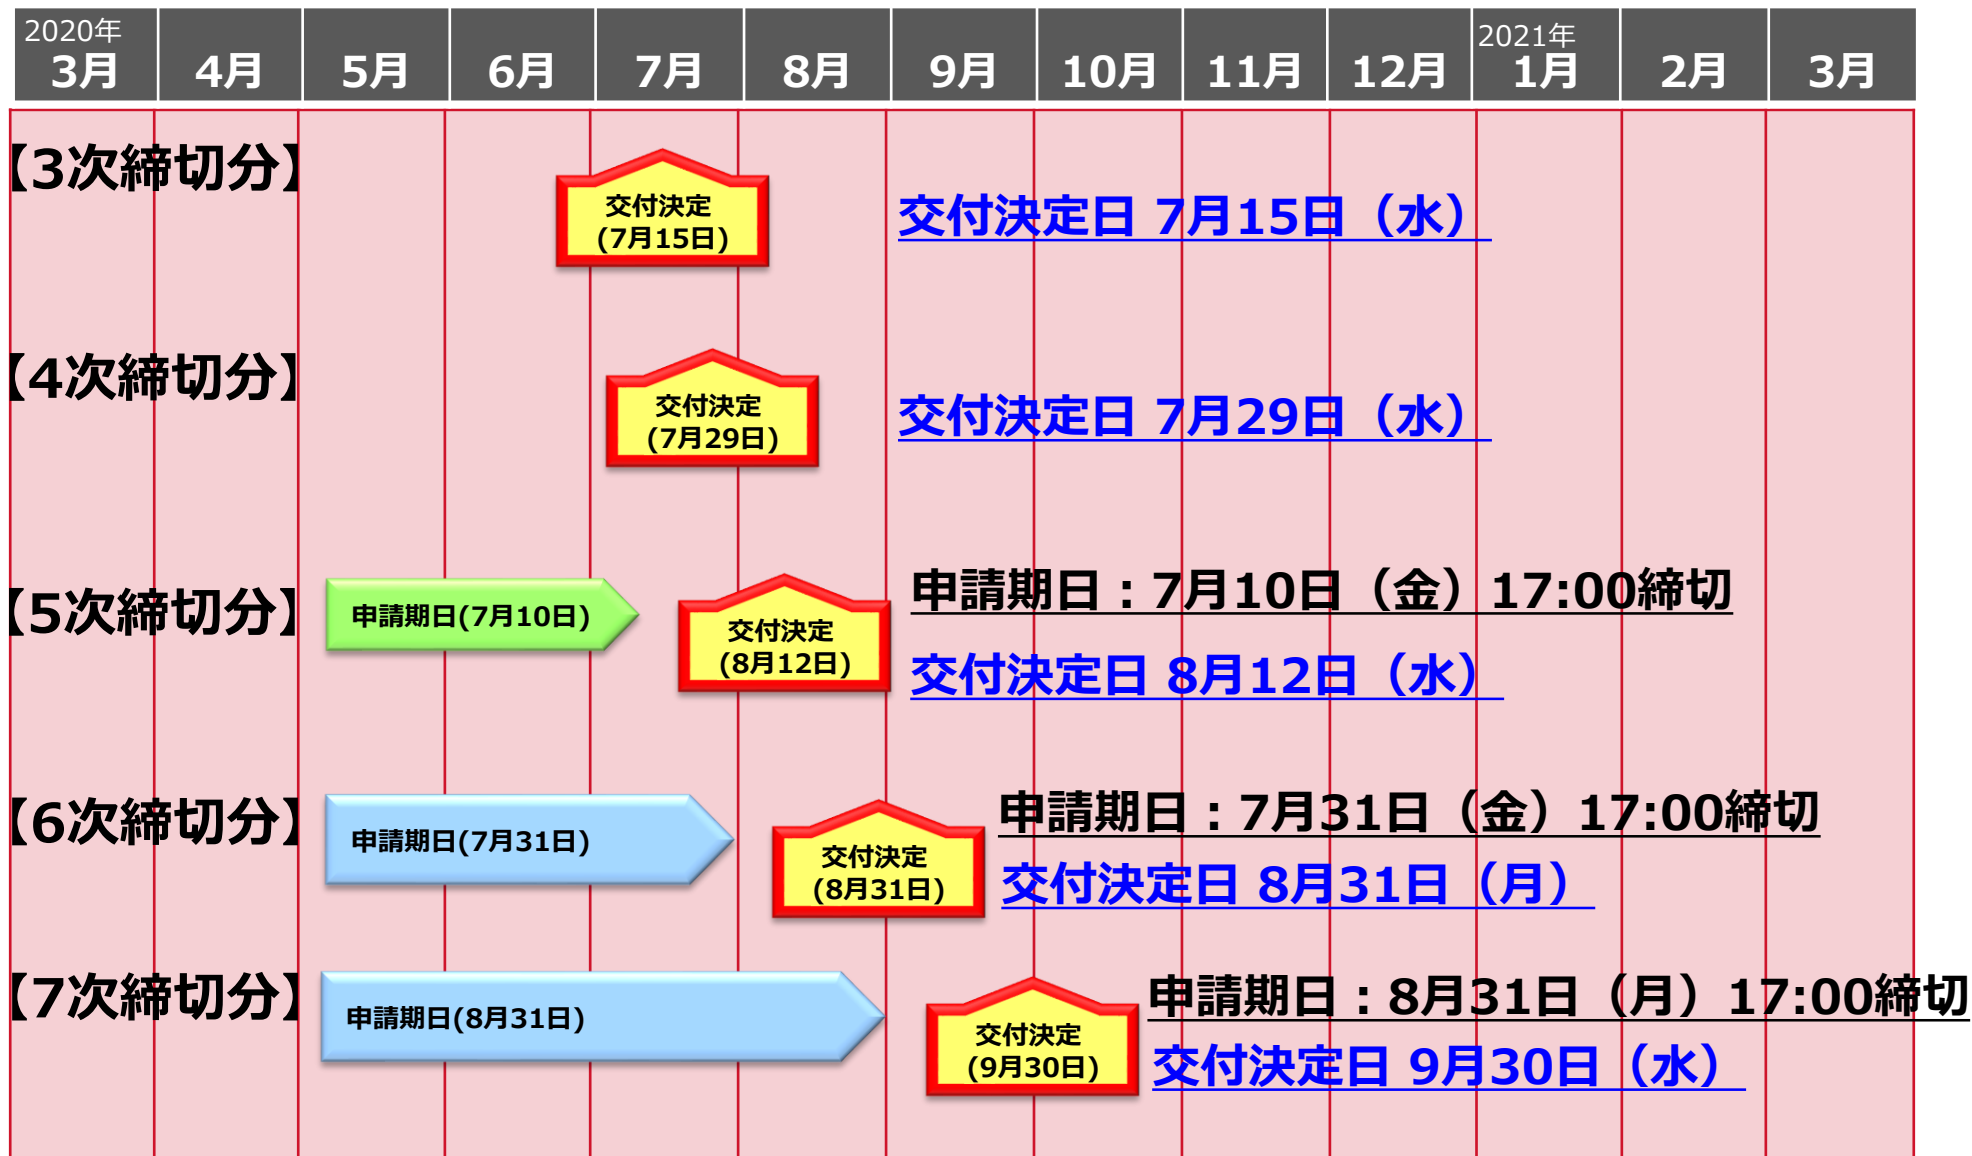 2020年
3月 4月 5月 6月 7月 8月 9月 10月 11月 12月
2021年
1月 2月 3月
【3次締切分】
交付決定
(7月15日)
交付決定日 7月15日（水）
【4次締切分】
交付決定
(7月29日)
交付決定日 7月29日（水）
【5次締切分】
申請期日(7月10日)
交付決定
(8月12日)
申請期日：7月10日（金）17:00締切
交付決定日 8月12日（水）
【6次締切分】
申請期日(7月31日)
交付決定
(8月31日)
申請期日：7月31日（金）17:00締切
交付決定日 8月31日（月）
【7次締切分】
申請期日(8月31日)
交付決定
(9月30日)
申請期日：8月31日（月）17:00締切
交付決定日 9月30日（水）